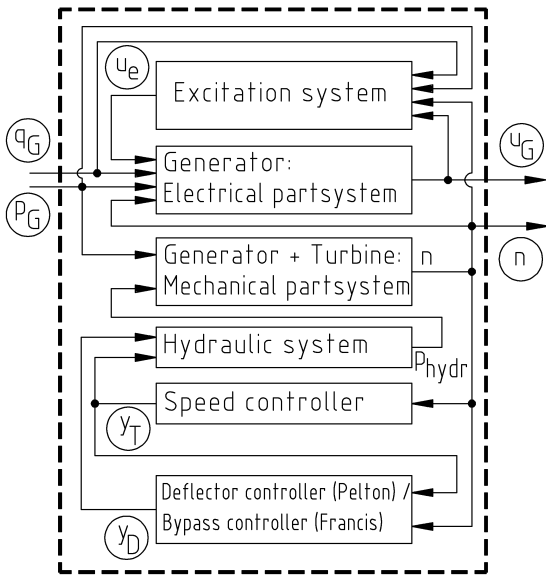 u_e
Excitation system
q_G
u_G
Generator:
Electrical partsystem
p_G
n
Generator + Turbine: n
Mechanical partsystem
Hydraulic system
p_hydr
Speed controller
y_T
Deflector controller (Pelton) /
Bypass controller (Francis)
y_D